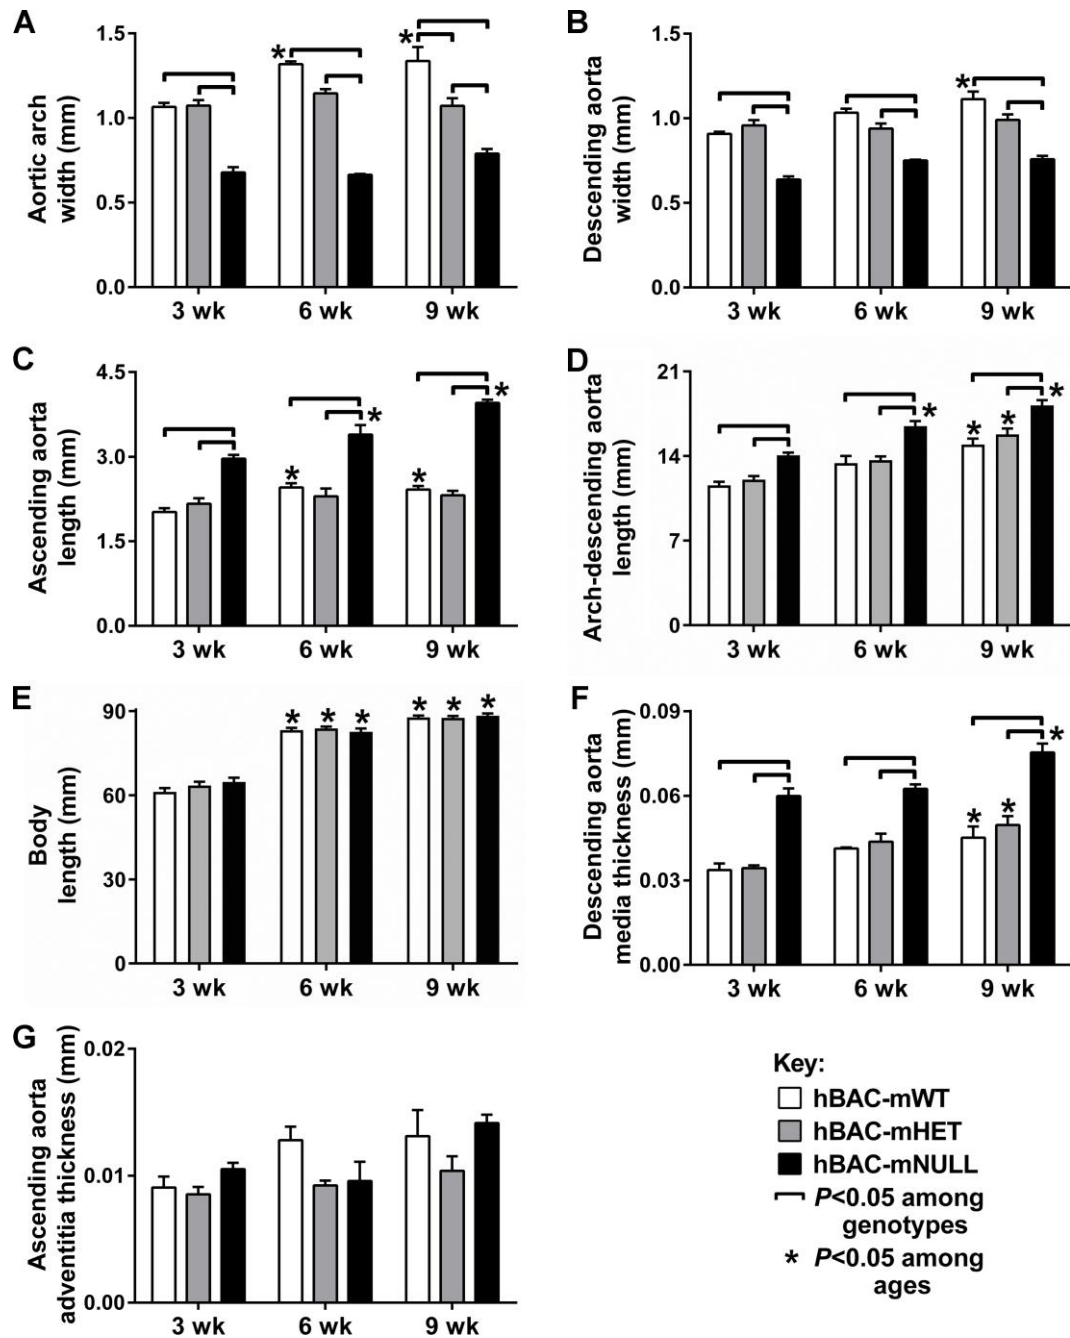 A
Aortic arch
width (mm)
1.5
1.0
0.5
0.0
*
*
3 wk
6 wk
9 wk
B
Descending aorta
width (mm)
1.5
1.0
0.5
0.0
*
3 wk
6 wk
9 wk
C
Ascending aorta
length (mm)
4.5
3.0
1.5
0.0
*
*
*
*
3 wk
6 wk
9 wk
D
Arch-descending aorta
length (mm)
21
14
7
0
*
*
*
*
3 wk
6 wk
9 wk
E
Body
length (mm)
90
60
30
0
*
*
*
*
*
*
3 wk
6 wk
9 wk
F
Descending aorta
media thickness (mm)
0.09
0.06
0.03
0.00
*
*
*
3 wk
6 wk
9 wk
G
Ascending aorta
adventitia thickness (mm)
0.02
0.01
0.00
3 wk
6 wk
9 wk
Key:
hBAC-mWT
hBAC-mHET
hBAC-mNULL
P<0.05 among
genotypes
* P<0.05 among
ages